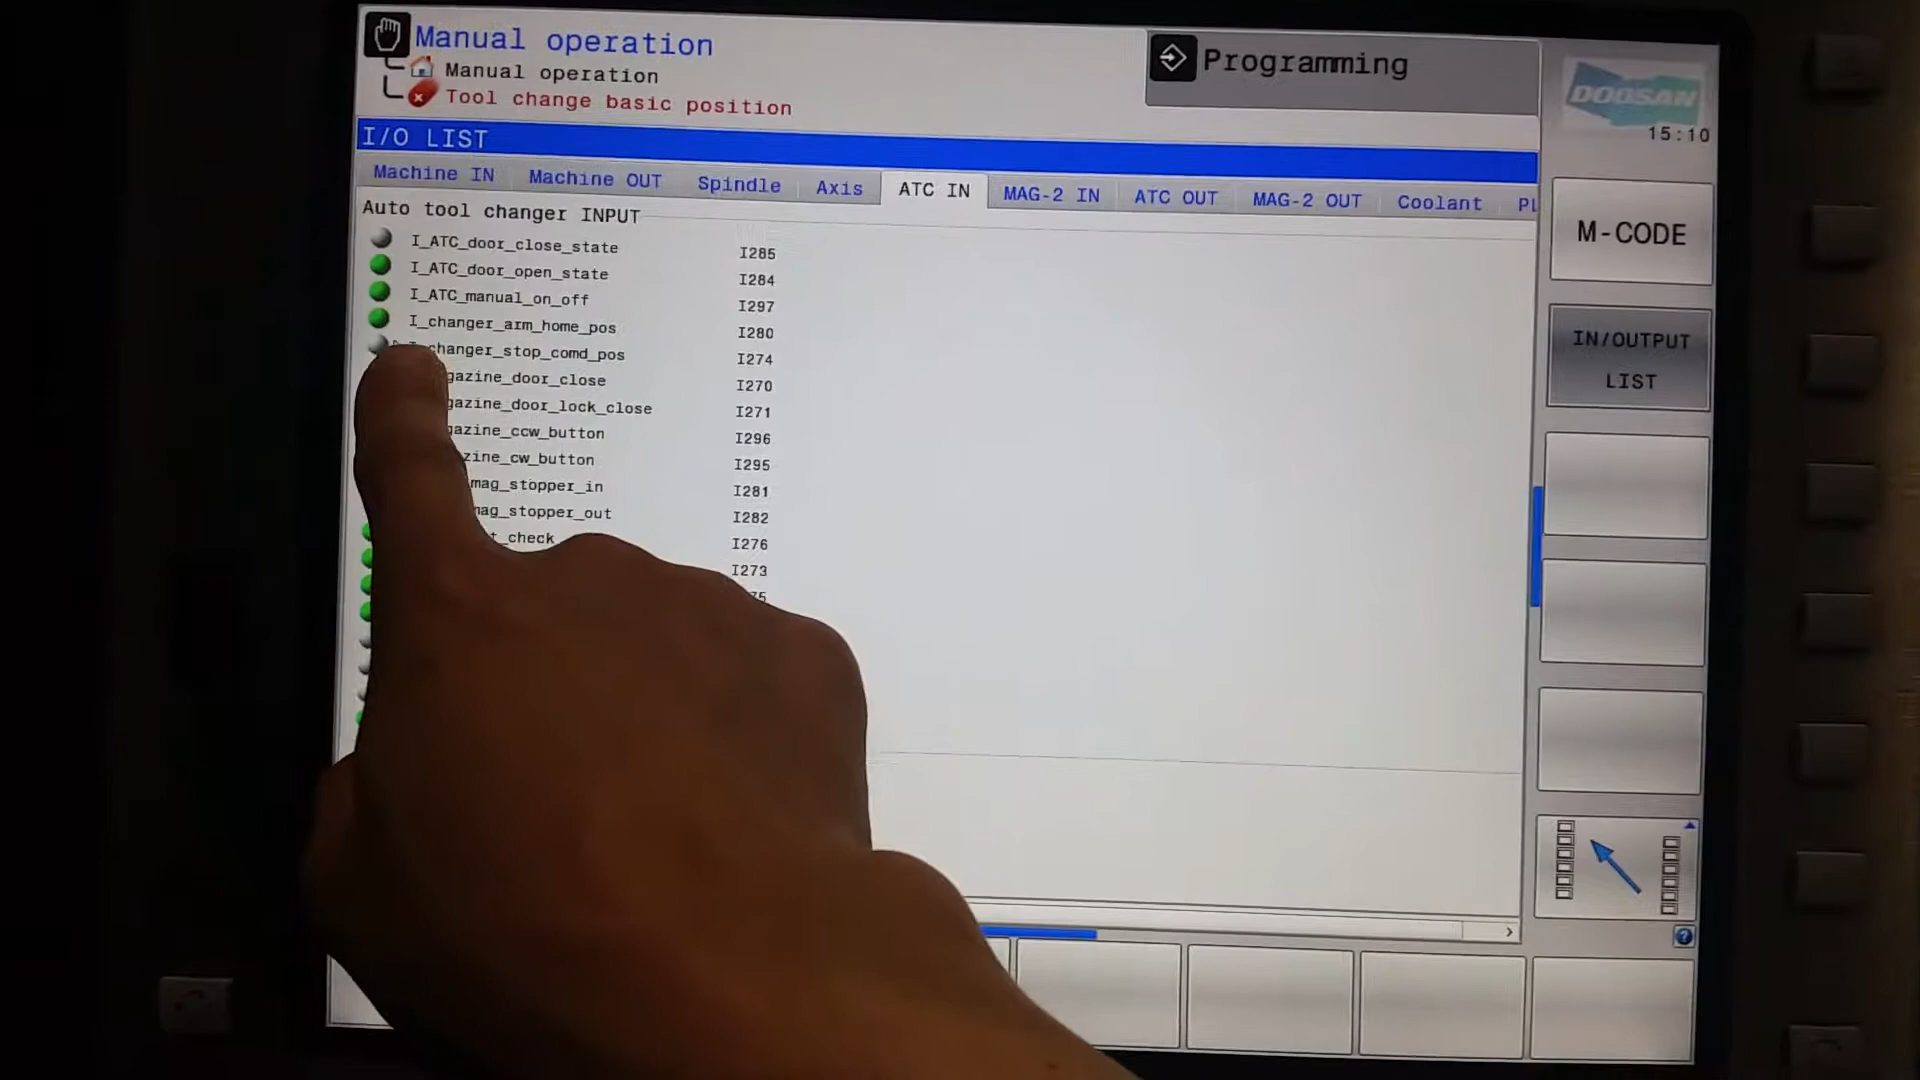 Manual operation
Manual operation
Tool change basic position
Programming
DOOSAN
15:10
I/O LIST
Machine IN
Machine OUT
Spindle
Axis
ATC IN
MAG-2 IN
ATC OUT
MAG-2 OUT
Coolant
Auto tool changer INPUT
I_ATC_door_close_state I285
I_ATC_door_open_state I284
I_ATC_manual_on_off I297
I_changer_arm_home_pos I280
changer_stop_comd_pos I274
gazine_door_close I270
gazine_door_lock_close I271
gazine_ccw_button I296
zine_cw_button I295
mag_stopper_in I281
mag_stopper_out I282
t_check I276
I273
M-CODE
IN/OUTPUT
LIST